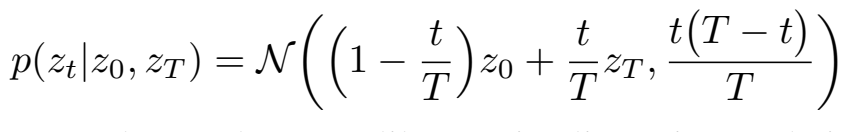 p(z_t|z_0, z_T) = \mathcal{N}\left(\left(1 - \frac{t}{T}\right)z_0 + \frac{t}{T}z_T, \frac{t(T-t)}{T}\right)